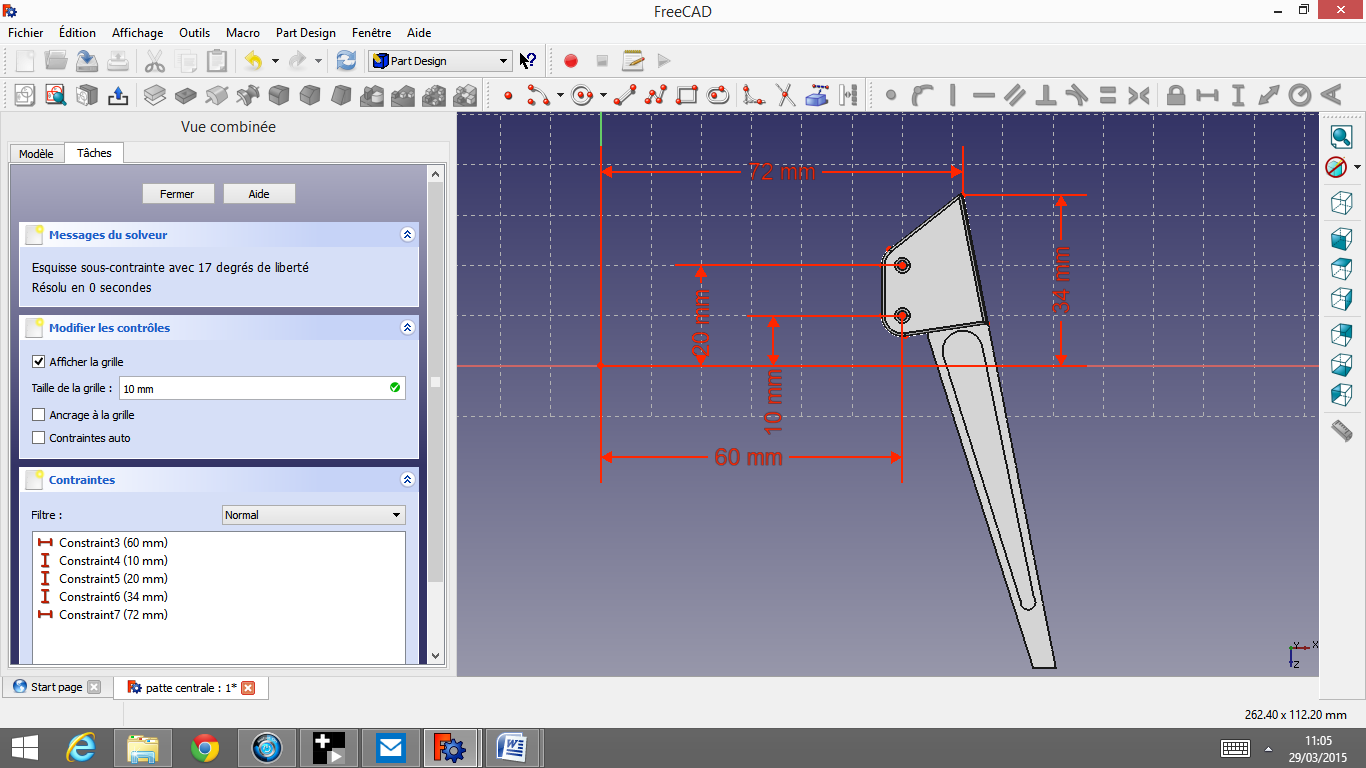 FreeCAD
Fichier Édition Affichage Outils Macro Part Design Fenêtre Aide
Part Design
Vue combinée
Modèle Tâches
Fermer Aide
Messages du solveur
Esquisse sous-contrainte avec 17 degrés de liberté
Résolu en 0 secondes
Modifier les contrôles
Afficher la grille
Taille de la grille : 10 mm
Ancrage à la grille
Contraintes auto
Contraintes
Filtre : Normal
Constraint3 (60 mm)
Constraint4 (10 mm)
Constraint5 (20 mm)
Constraint6 (34 mm)
Constraint7 (72 mm)
72 mm
34 mm
20 mm
10 mm
60 mm
Y X
Z
Start page patte centrale : 1*
262.40 x 112.20 mm
11:05
29/03/2015